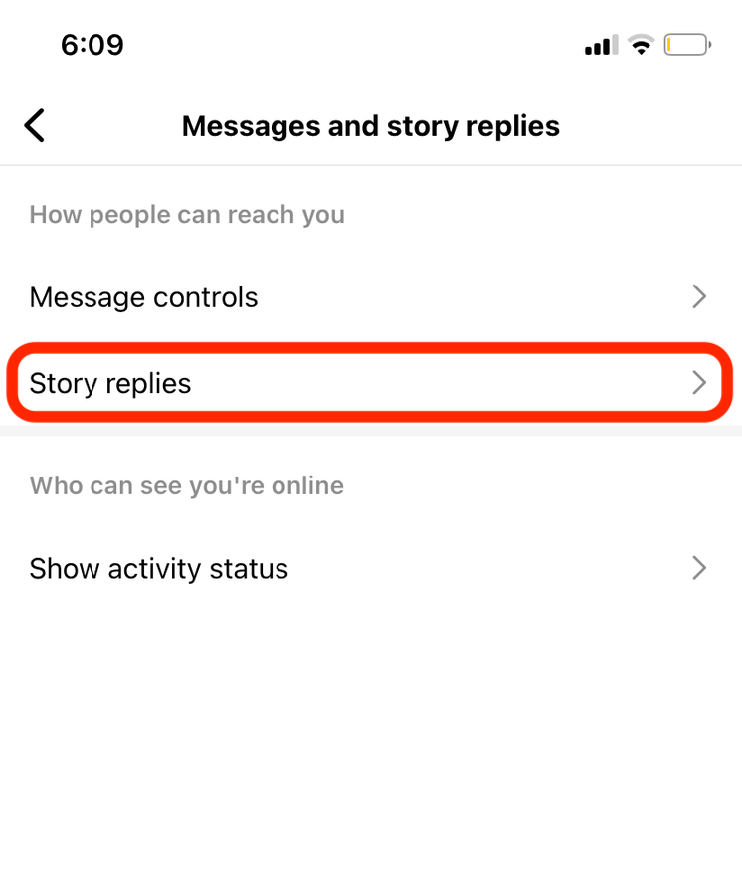 6:09
Messages and story replies
How people can reach you
Message controls
Story replies
Who can see you're online
Show activity status